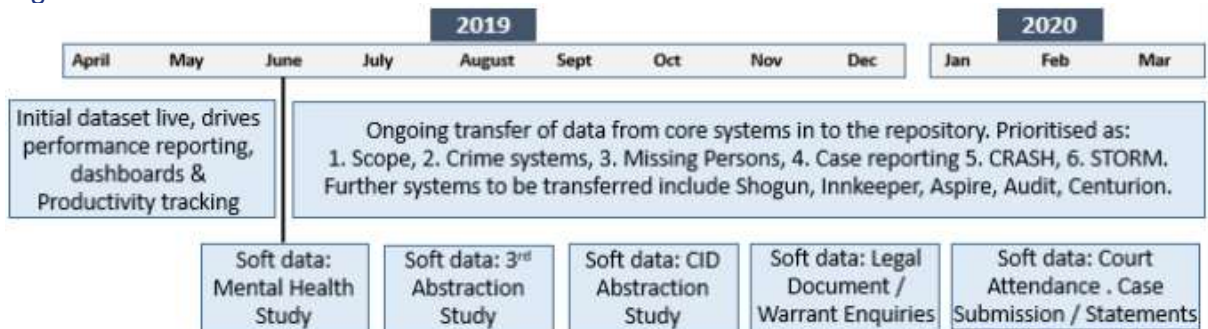 2019
2020
April May June July August Sept Oct Nov Dec Jan Feb Mar
Initial dataset live, drives
performance reporting,
dashboards &
Productivity tracking
Ongoing transfer of data from core systems in to the repository. Prioritised as:
1. Scope, 2. Crime systems, 3. Missing Persons, 4. Case reporting 5. CRASH, 6. STORM.
Further systems to be transferred include Shogun, Innkeeper, Aspire, Audit, Centurion.
Soft data:
Mental Health
Study
Soft data: 3rd
Abstraction
Study
Soft data: CID
Abstraction
Study
Soft data: Legal
Document /
Warrant Enquiries
Soft data: Court
Attendance . Case
Submission / Statements